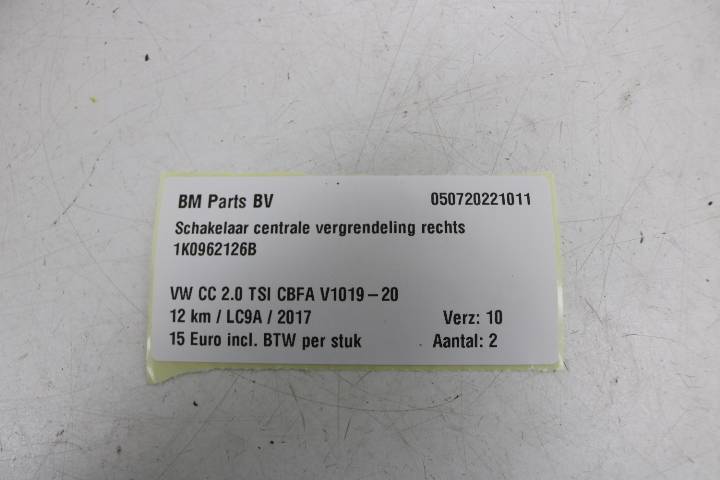 BM Parts BV 050720221011
Schakelaar centrale vergrendeling rechts
1K0962126B
VW CC 2.0 TSI CBFA V1019-20
12 km / LC9A / 2017 Verz: 10
15 Euro incl. BTW per stuk Aantal: 2